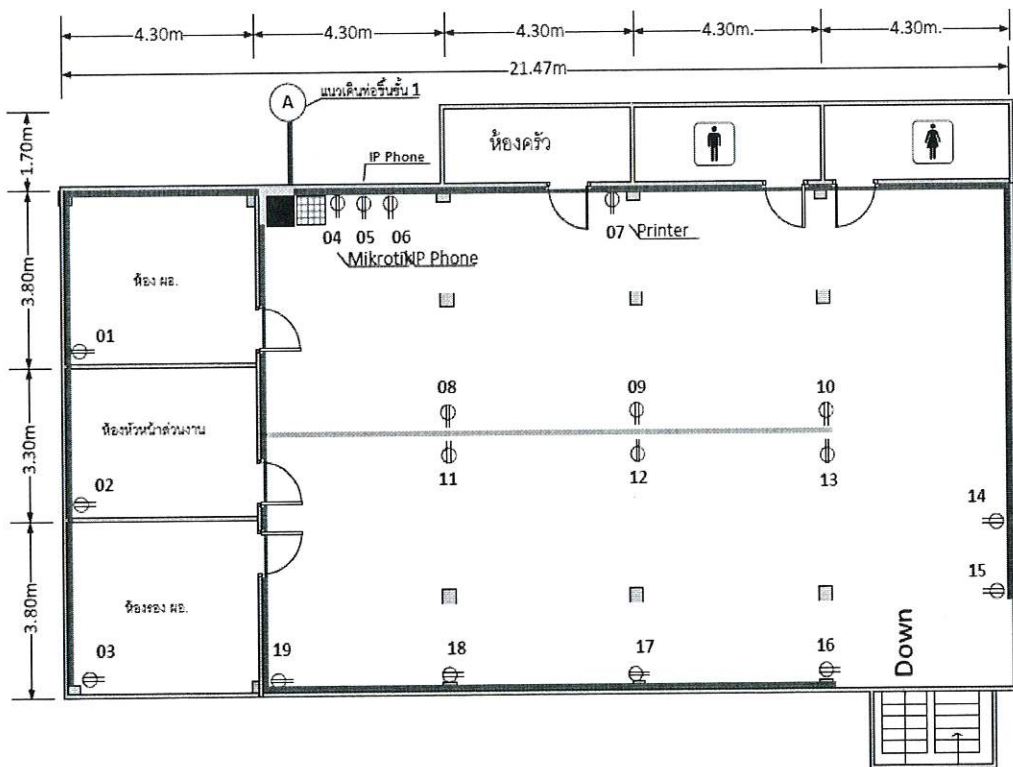 4.30m
4.30m
4.30m
4.30m.
4.30m.
21.47m
A
แนวเดินท่อขึ้นชั้น 1
1.70m
ห้องครัว
IP Phone
04
05
06
07
Printer
Mikrotik
IP Phone
3.80m
ห้อง ผอ.
01
08
09
10
3.30m
ห้องหัวหน้าส่วนงาน
11
12
13
02
14
15
3.80m
ห้องรอง ผอ.
03
19
18
17
16
Down